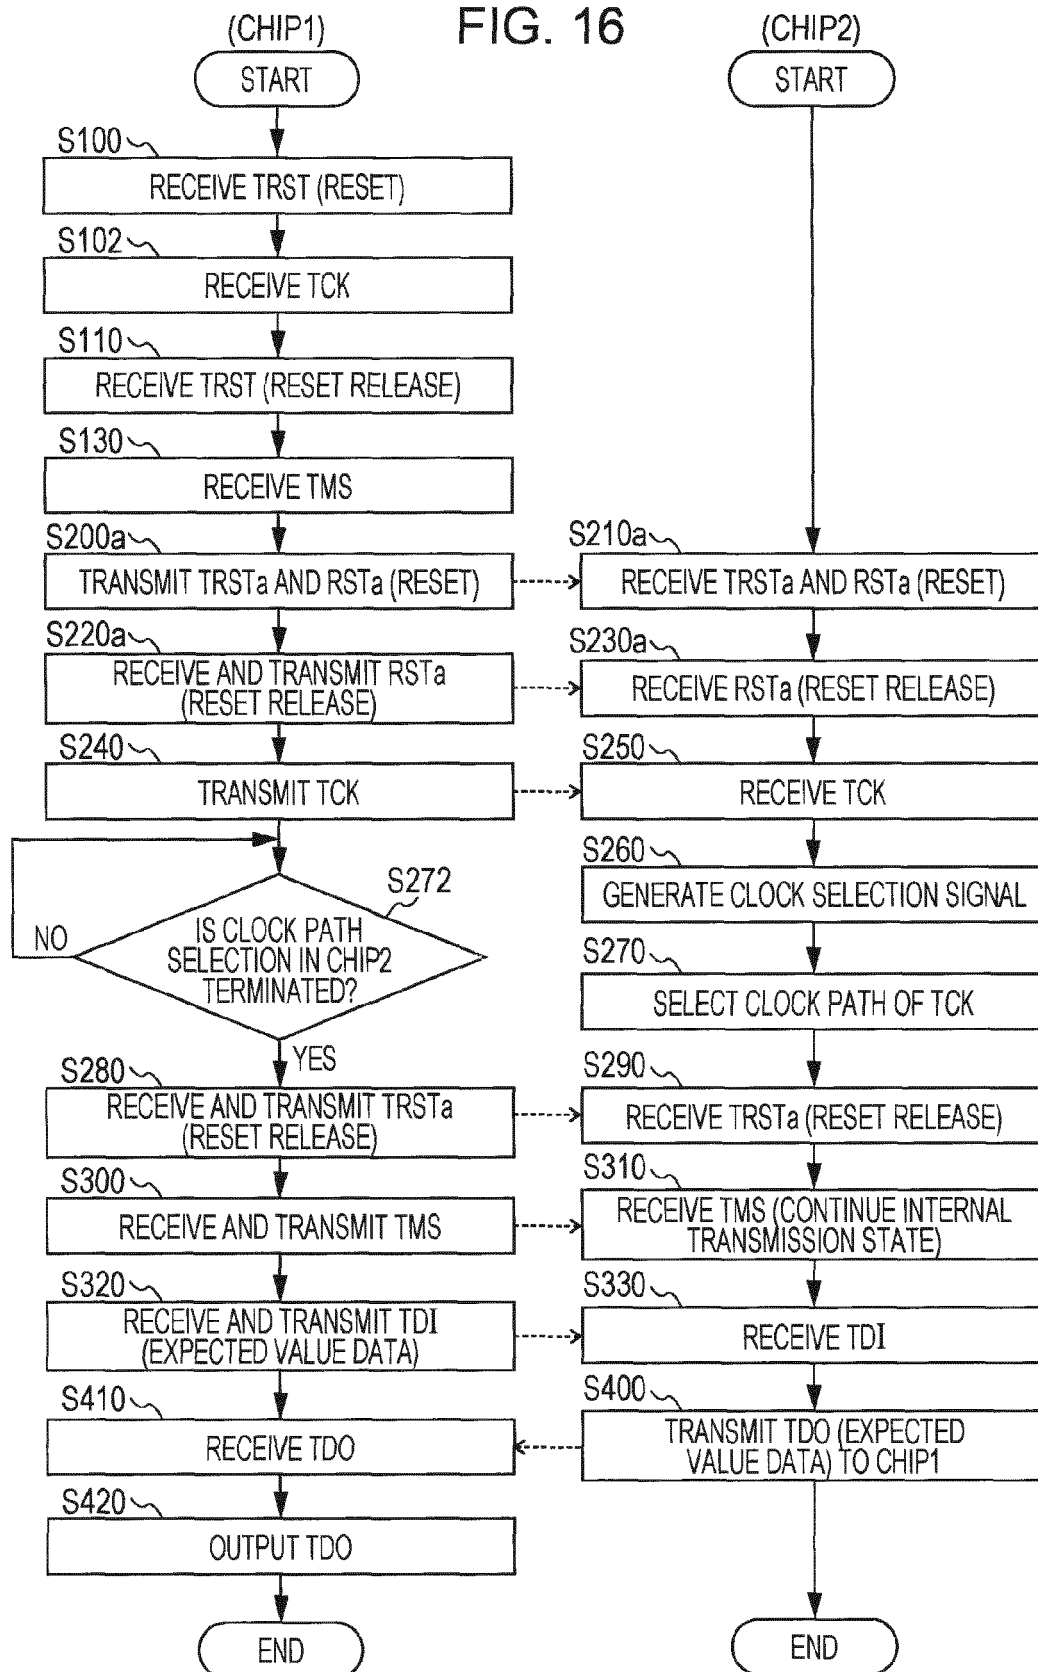 FIG. 16
(CHIP1)
START
S100
RECEIVE TRST (RESET)
S102
RECEIVE TCK
S110
RECEIVE TRST (RESET RELEASE)
S130
RECEIVE TMS
S200a
TRANSMIT TRSTa AND RSTa (RESET)
S220a
RECEIVE AND TRANSMIT RSTa
(RESET RELEASE)
S240
TRANSMIT TCK
S272
IS CLOCK PATH
SELECTION IN CHIP2
TERMINATED?
NO
YES
S280
RECEIVE AND TRANSMIT TRSTa
(RESET RELEASE)
S300
RECEIVE AND TRANSMIT TMS
S320
RECEIVE AND TRANSMIT TDI
(EXPECTED VALUE DATA)
S410
RECEIVE TDO
S420
OUTPUT TDO
END
(CHIP2)
START
S210a
RECEIVE TRSTa AND RSTa (RESET)
S230a
RECEIVE RSTa (RESET RELEASE)
S250
RECEIVE TCK
S260
GENERATE CLOCK SELECTION SIGNAL
S270
SELECT CLOCK PATH OF TCK
S290
RECEIVE TRSTa (RESET RELEASE)
S310
RECEIVE TMS (CONTINUE INTERNAL
TRANSMISSION STATE)
S330
RECEIVE TDI
S400
TRANSMIT TDO (EXPECTED
VALUE DATA) TO CHIP1
END